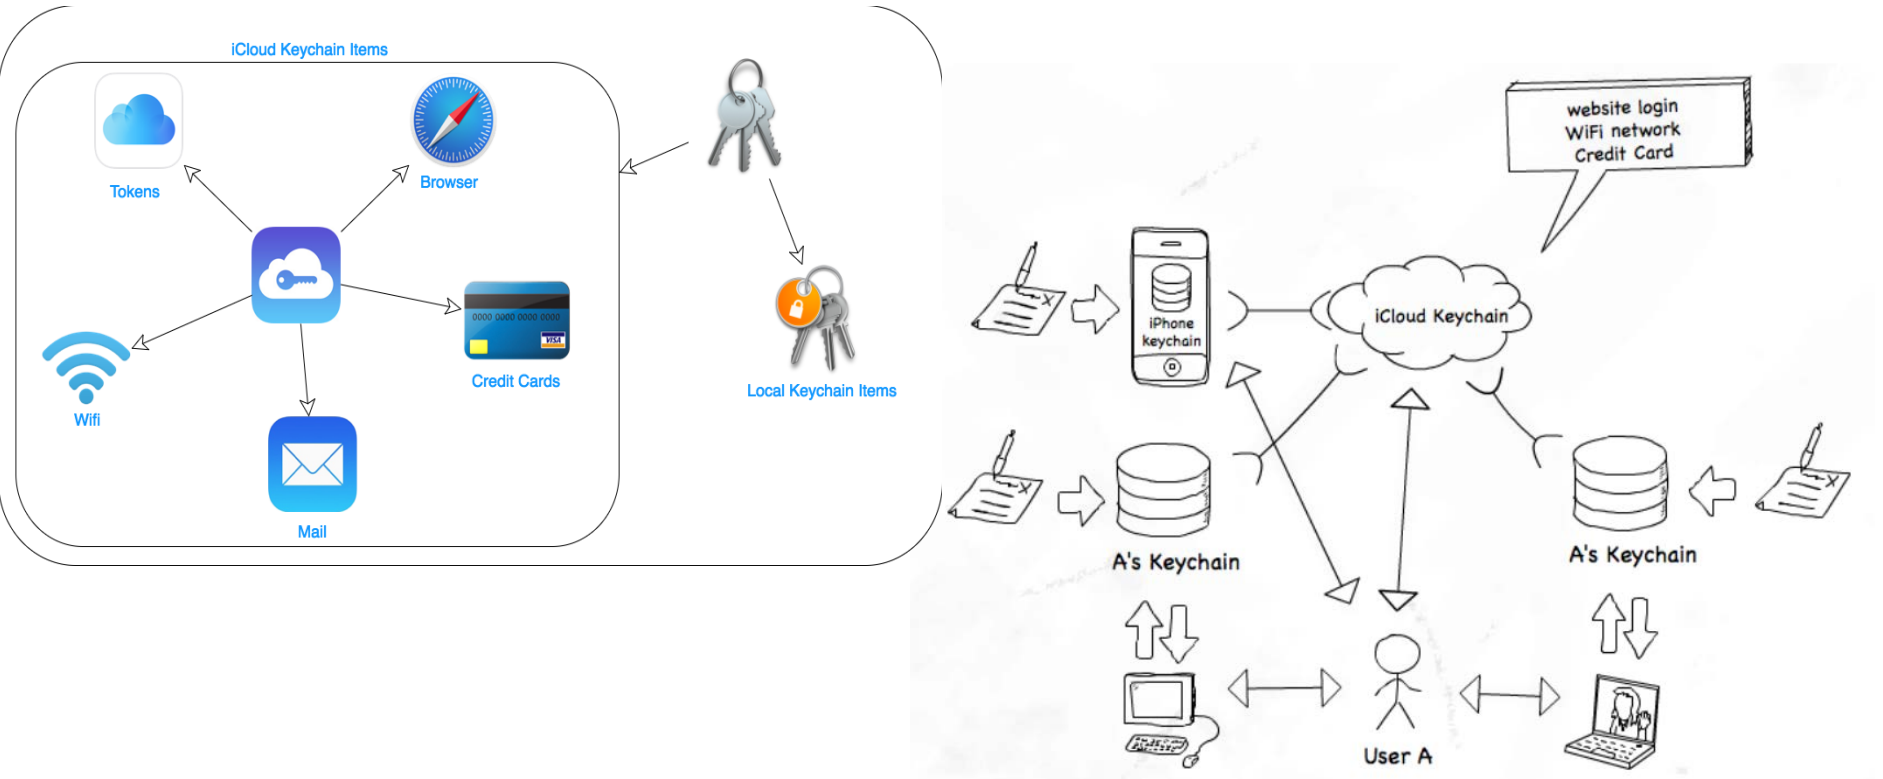 iCloud Keychain Items
Tokens
Browser
0000 0000 0000 0000
VISA
Credit Cards
Wifi
Mail
Local Keychain Items
website login
WiFi network
Credit Card
iPhone
keychain
iCloud Keychain
A's Keychain
A's Keychain
User A